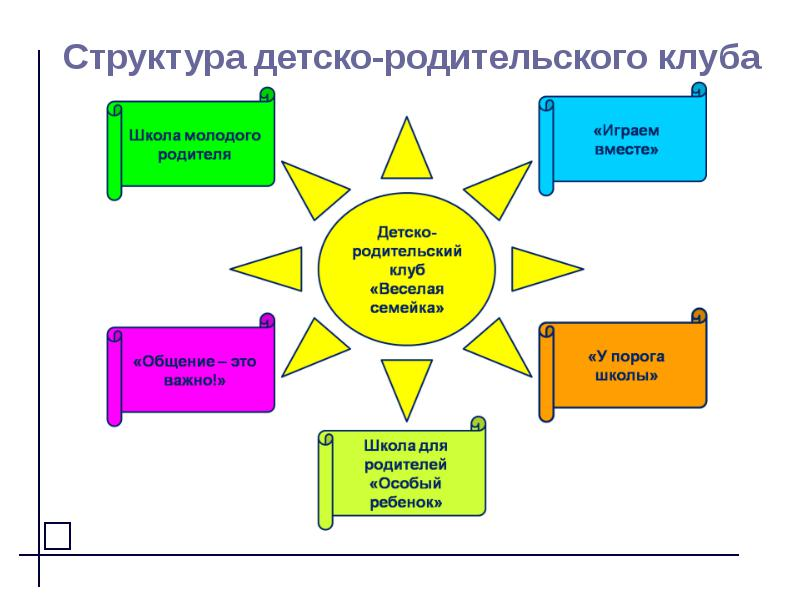 Структура детско-родительского клуба
Школа молодого
родителя
«Играем
вместе»
Детско-
родительский
клуб
«Веселая
семейка»
«Общение – это
важно!»
«У порога
школы»
Школа для
родителей
«Особый
ребенок»